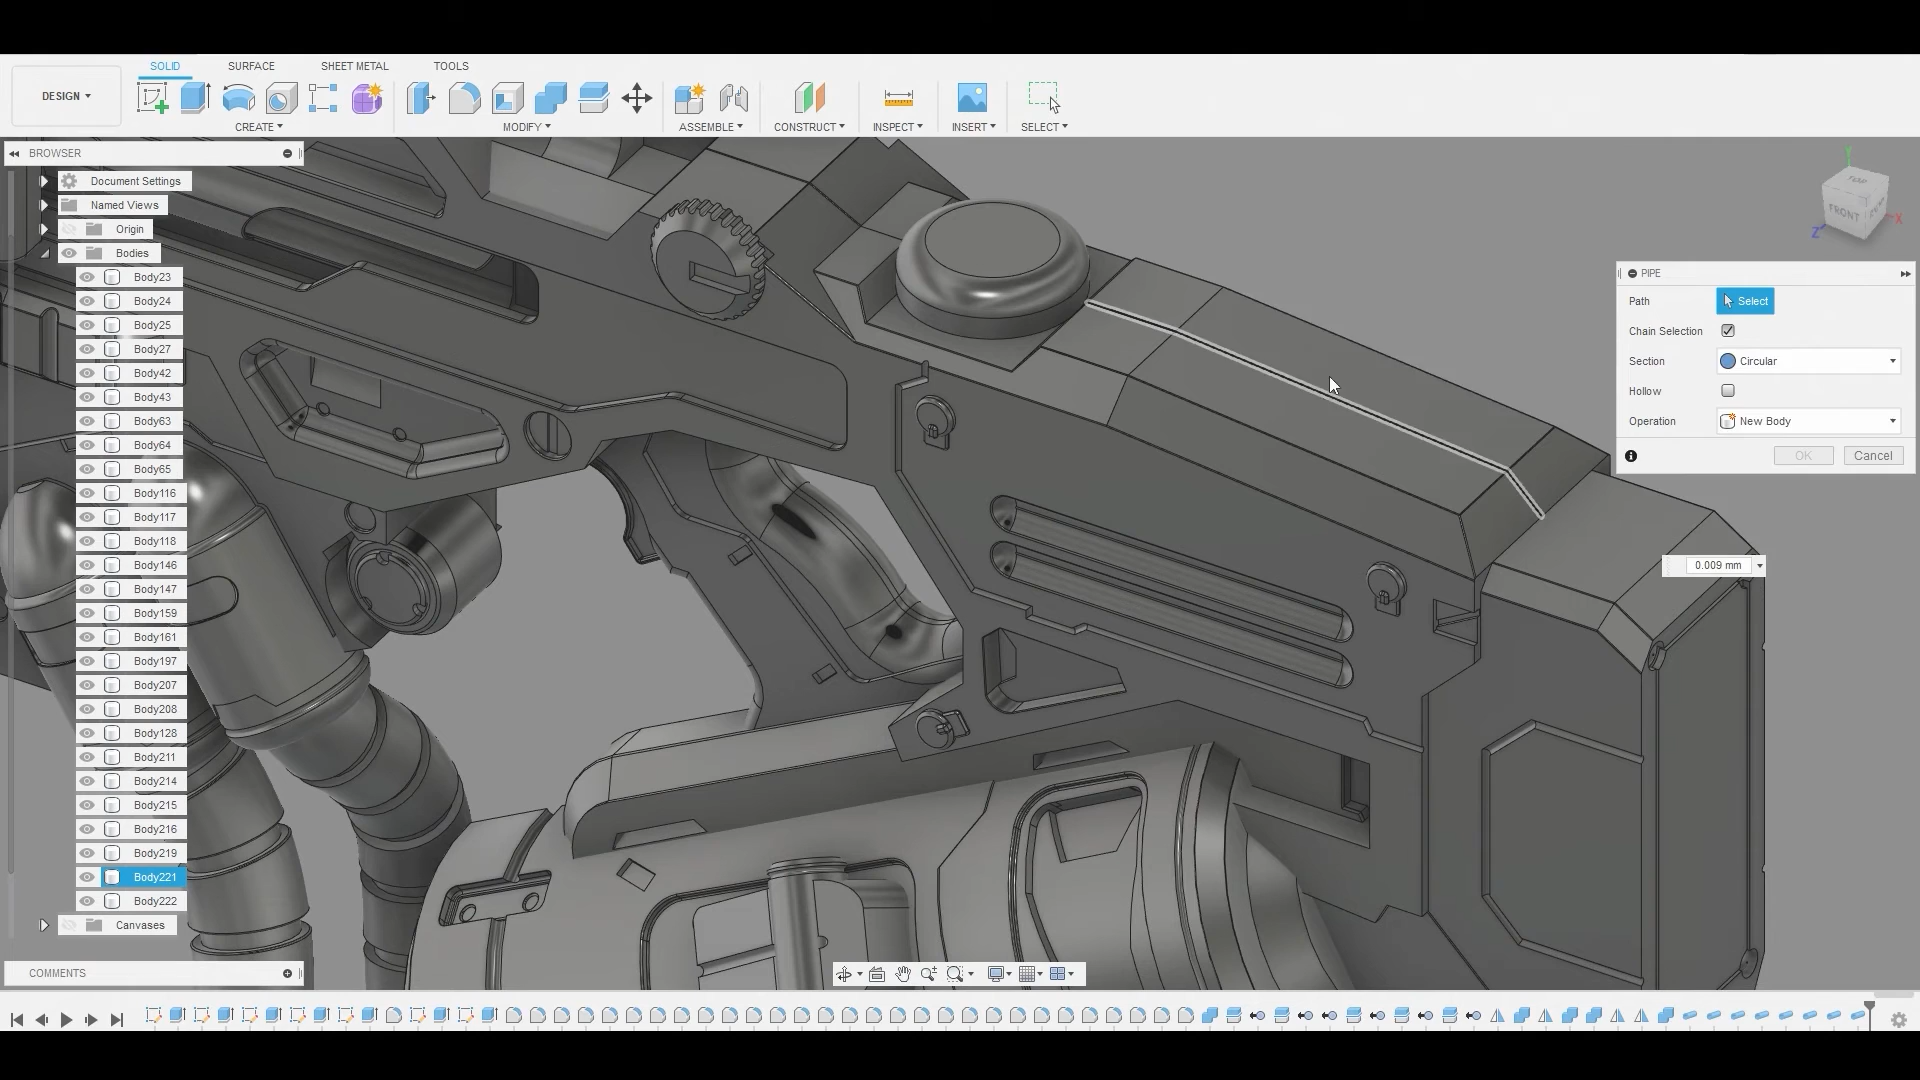 SOLID SURFACE SHEET METAL TOOLS
DESIGN
CREATE MODIFY ASSEMBLE CONSTRUCT INSPECT INSERT SELECT
BROWSER
Document Settings
Named Views
Origin
Bodies
Body23
Body24
Body25
Body27
Body42
Body43
Body63
Body64
Body65
Body116
Body117
Body118
Body146
Body147
Body159
Body161
Body197
Body207
Body208
Body128
Body211
Body214
Body215
Body216
Body219
Body221
Body222
Canvases
COMMENTS
Y
TOP
FRONT
X
Z
PIPE
Path Select
Chain Selection
Section Circular
Hollow
Operation New Body
OK Cancel
0.009 mm